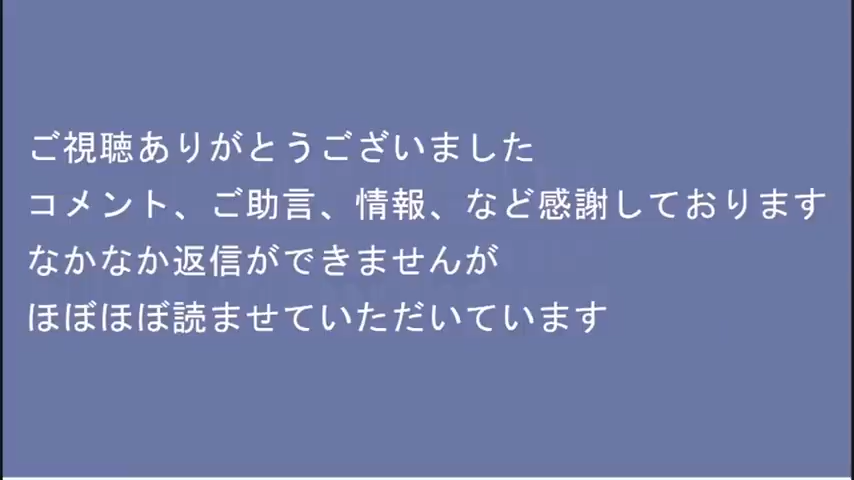 ご視聴ありがとうございました
コメント、ご助言、情報、など感謝しております
なかなか返信ができませんが
ほぼほぼ読ませていただいています